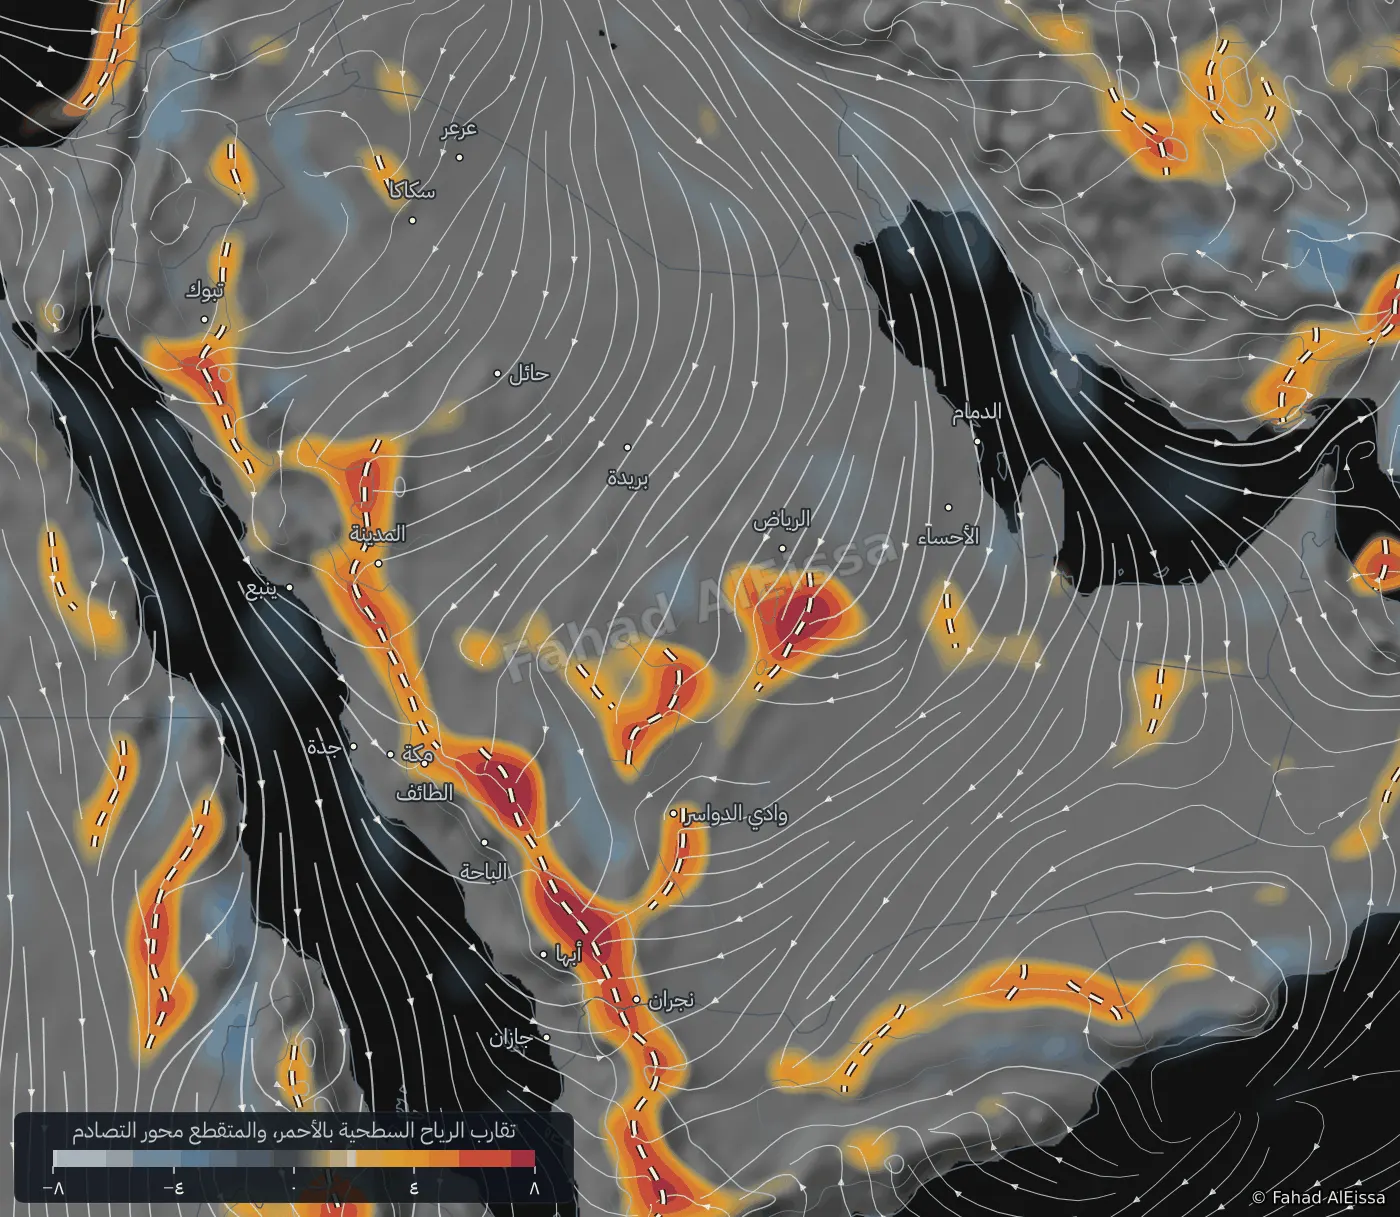 عرعر
سكاكا
تبوك
حائل
الدمام
بريدة
الرياض
المدينة
الأحساء
ينبع
Fahad AlEissa
جدة
مكة
الطائف
وادي الدواسر
الباحة
أبها
نجران
جازان
تقارب الرياح السطحية بالأحمر، والمتقطع محور التصادم
−٨ −٤ ٠ ٤ ٨
© Fahad AlEissa